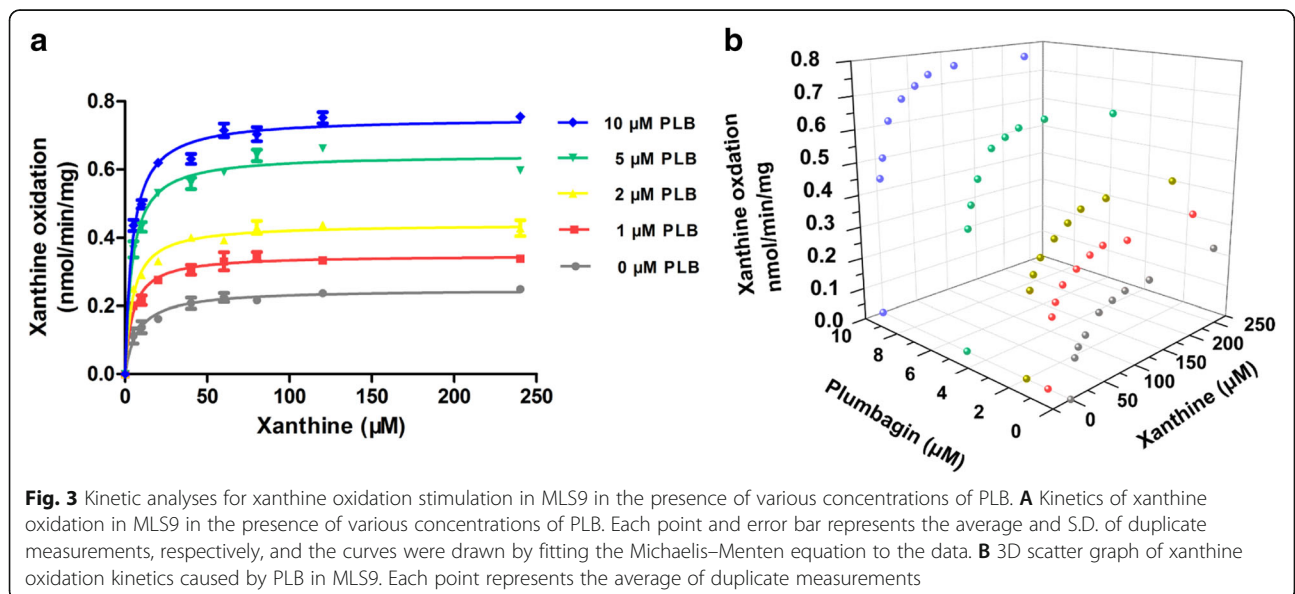 a
Xanthine oxidation
(nmol/min/mg)
0.8
0.6
0.4
0.2
0.0
0
50
100
150
200
250
Xanthine (µM)
10 µM PLB
5 µM PLB
2 µM PLB
1 µM PLB
0 µM PLB
b
Xanthine oxdation
nmol/min/mg
0.8
0.7
0.6
0.5
0.4
0.3
0.2
0.1
0.0
10
8
6
4
2
0
Plumbagin (µM)
0
50
100
150
200
250
Xanthine (µM)
Fig. 3 Kinetic analyses for xanthine oxidation stimulation in MLS9 in the presence of various concentrations of PLB. A Kinetics of xanthine
oxidation in MLS9 in the presence of various concentrations of PLB. Each point and error bar represents the average and S.D. of duplicate
measurements, respectively, and the curves were drawn by fitting the Michaelis–Menten equation to the data. B 3D scatter graph of xanthine
oxidation kinetics caused by PLB in MLS9. Each point represents the average of duplicate measurements